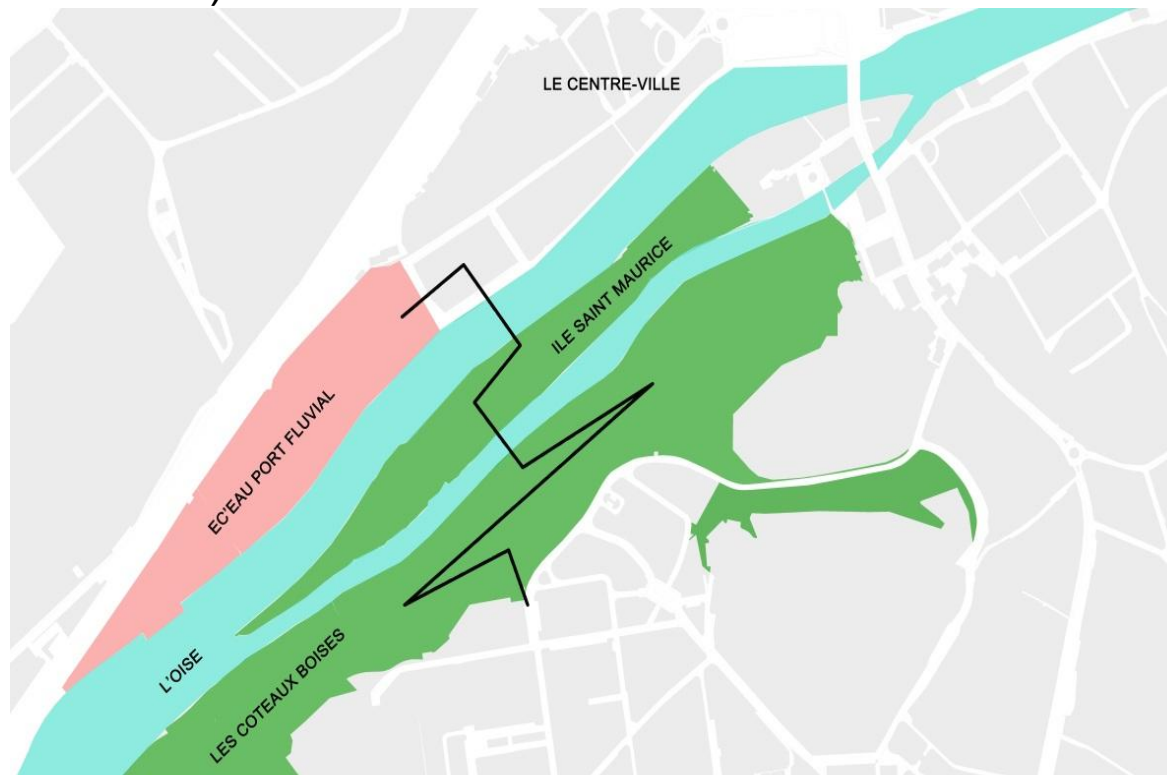 LE CENTRE-VILLE
ILE SAINT MAURICE
EC'EAU PORT FLUVIAL
L'OISE
LES COTEAUX BOISES